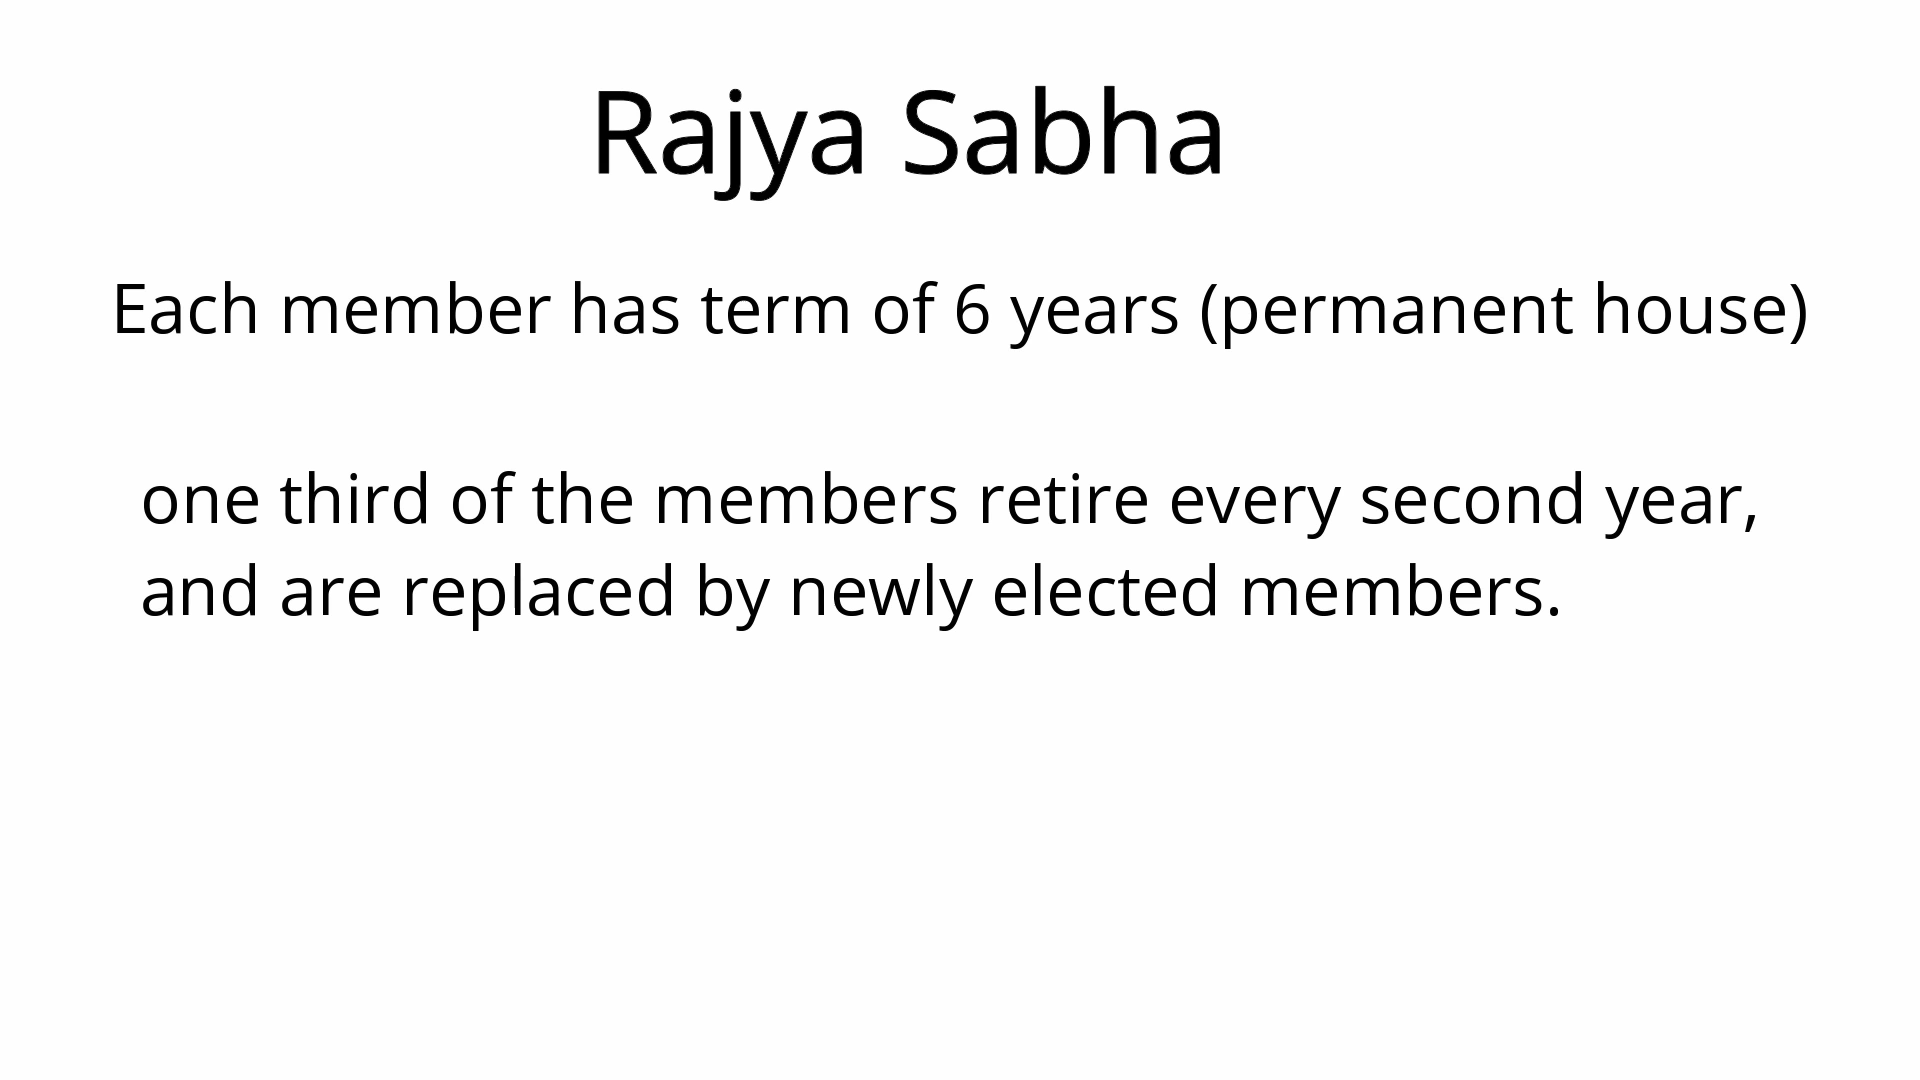 Rajya Sabha
Each member has term of 6 years (permanent house)
one third of the members retire every second year,
and are replaced by newly elected members.